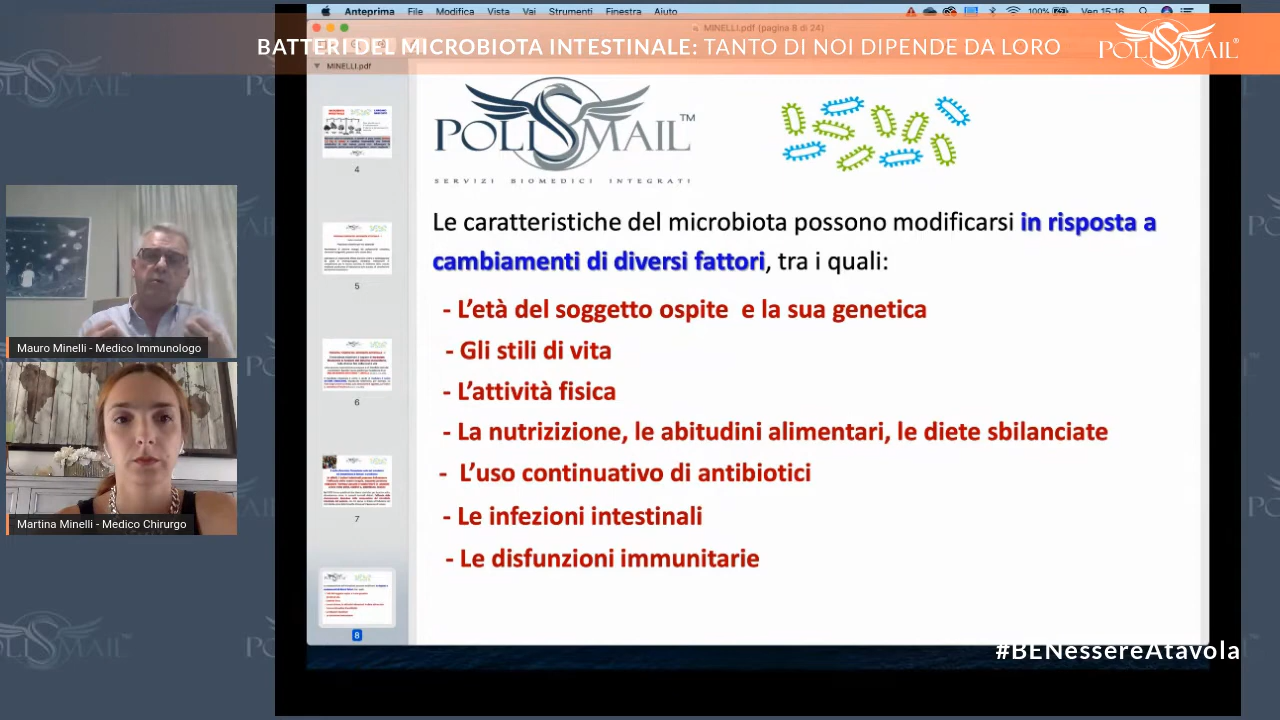 Anteprima File Modifica Vista Vai Strumenti Finestra Aiuto 100% Ven 15:16
MINELLI.pdf (pagina 8 di 24)
BATTERI DEL MICROBIOTA INTESTINALE: TANTO DI NOI DIPENDE DA LORO
POLISMAIL®
MINELLI.pdf
POLISMAIL™
SERVIZI BIOMEDICI INTEGRATI
4
5
6
7
8
Le caratteristiche del microbiota possono modificarsi in risposta a
cambiamenti di diversi fattori, tra i quali:
- L'età del soggetto ospite e la sua genetica
- Gli stili di vita
- L'attività fisica
- La nutrizizione, le abitudini alimentari, le diete sbilanciate
- L'uso continuativo di antibiotici
- Le infezioni intestinali
- Le disfunzioni immunitarie
Mauro Minelli - Medico Immunologo
Martina Minelli - Medico Chirurgo
#BENessereAtavola